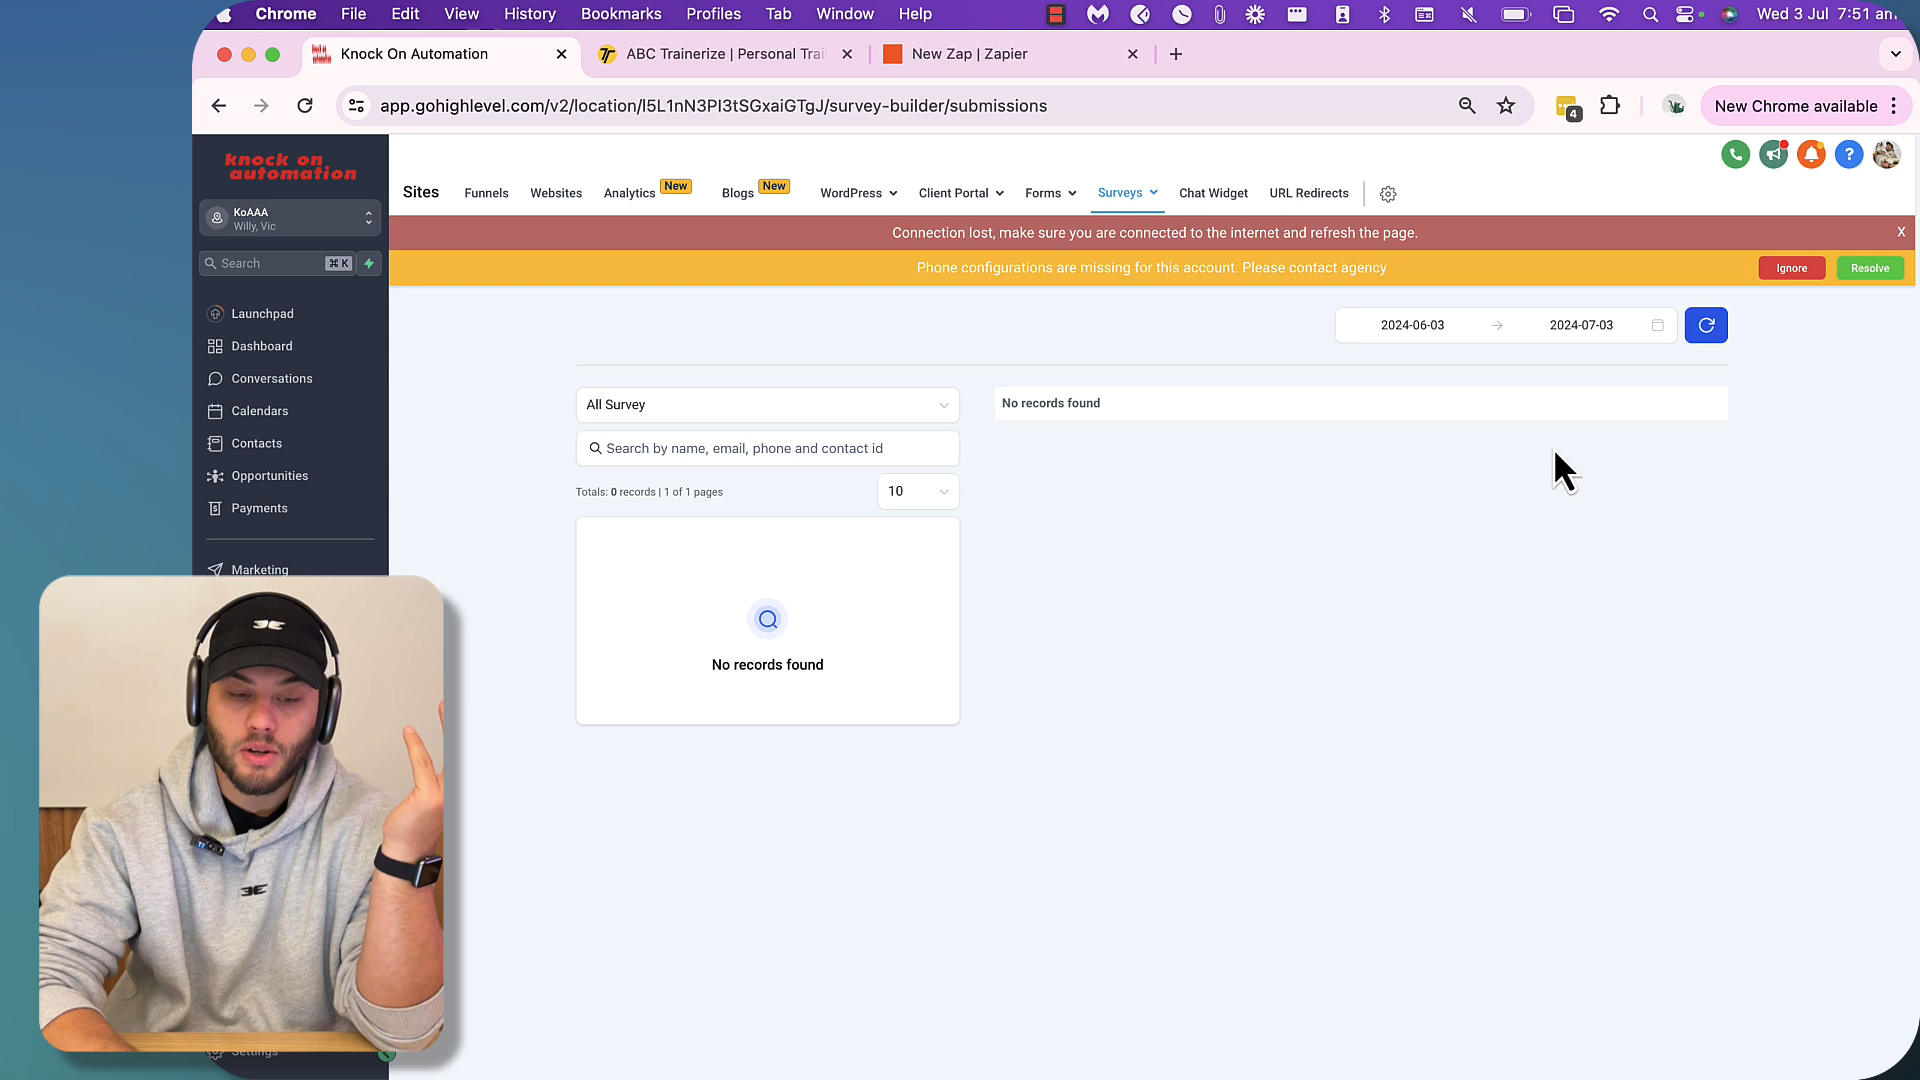 Chrome File Edit View History Bookmarks Profiles Tab Window Help Wed 3 Jul 7:51 am
Knock On Automation
ABC Trainerize | Personal Trai
New Zap | Zapier
app.gohighlevel.com/v2/location/I5L1nN3PI3tSGxaiGTgJ/survey-builder/submissions
4
New Chrome available
knock on
automation
KoAAA
Willy, Vic
Search ⌘ K
Launchpad
Dashboard
Conversations
Calendars
Contacts
Opportunities
Payments
Marketing
Settings
Sites Funnels Websites Analytics New Blogs New WordPress Client Portal Forms Surveys Chat Widget URL Redirects
Connection lost, make sure you are connected to the internet and refresh the page. X
Phone configurations are missing for this account. Please contact agency Ignore Resolve
2024-06-03 → 2024-07-03
All Survey
Search by name, email, phone and contact id
Totals: 0 records | 1 of 1 pages 10
No records found
No records found